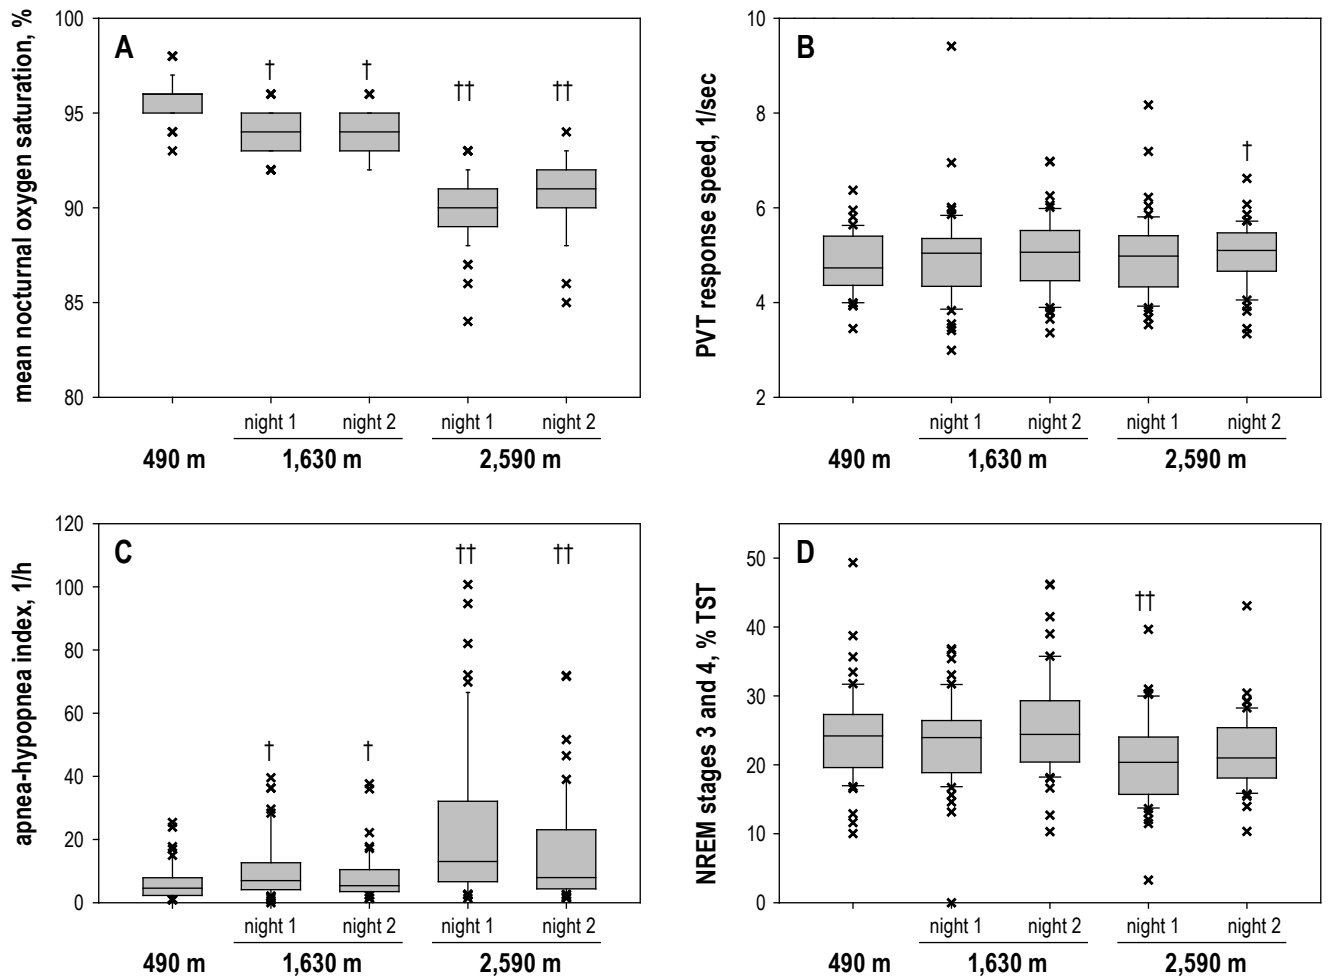 mean nocturnal oxygen saturation, %
100
95
90
85
80
A
†
†
††
††
night 1
night 2
night 1
night 2
490 m
1,630 m
2,590 m
PVT response speed, 1/sec
10
8
6
4
2
B
†
night 1
night 2
night 1
night 2
490 m
1,630 m
2,590 m
apnea-hypopnea index, 1/h
120
100
80
60
40
20
0
C
†
†
††
††
night 1
night 2
night 1
night 2
490 m
1,630 m
2,590 m
NREM stages 3 and 4, % TST
50
40
30
20
10
0
D
††
night 1
night 2
night 1
night 2
490 m
1,630 m
2,590 m